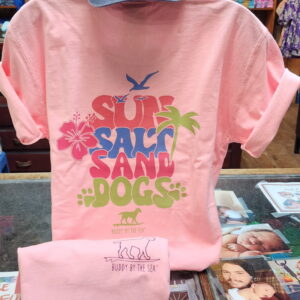 SUN
SALT
SAND
DOGS
BUDDY BY THE SEA
BUDDY BY THE SEA